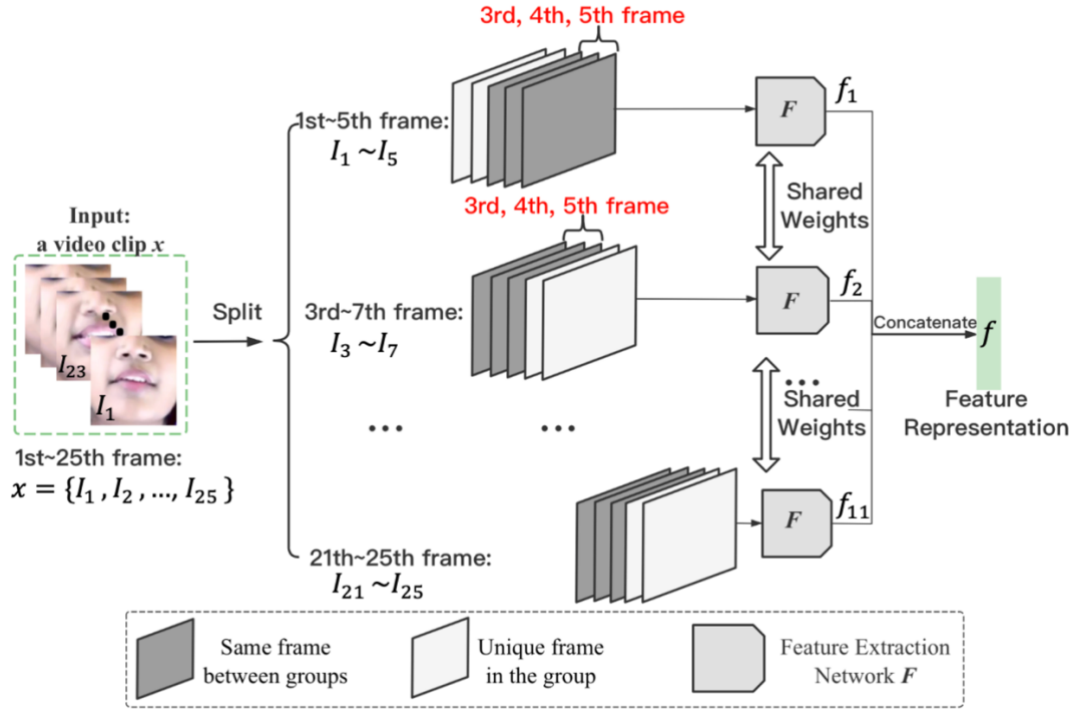 3rd, 4th, 5th frame
1st~5th frame:
I₁ ~I₅
F
f₁
Shared
Weights
3rd, 4th, 5th frame
Input:
a video clip x
I₂₃
I₁
Split
3rd~7th frame:
I₃ ~I₇
F
f₂
Concatenate
f
Feature
Representation
...
Shared
Weights
...
...
1st~25th frame:
x = {I₁ , I₂ , ..., I₂₅ }
F
f₁₁
21th~25th frame:
I₂₁ ~I₂₅
Same frame
between groups
Unique frame
in the group
Feature Extraction
Network F